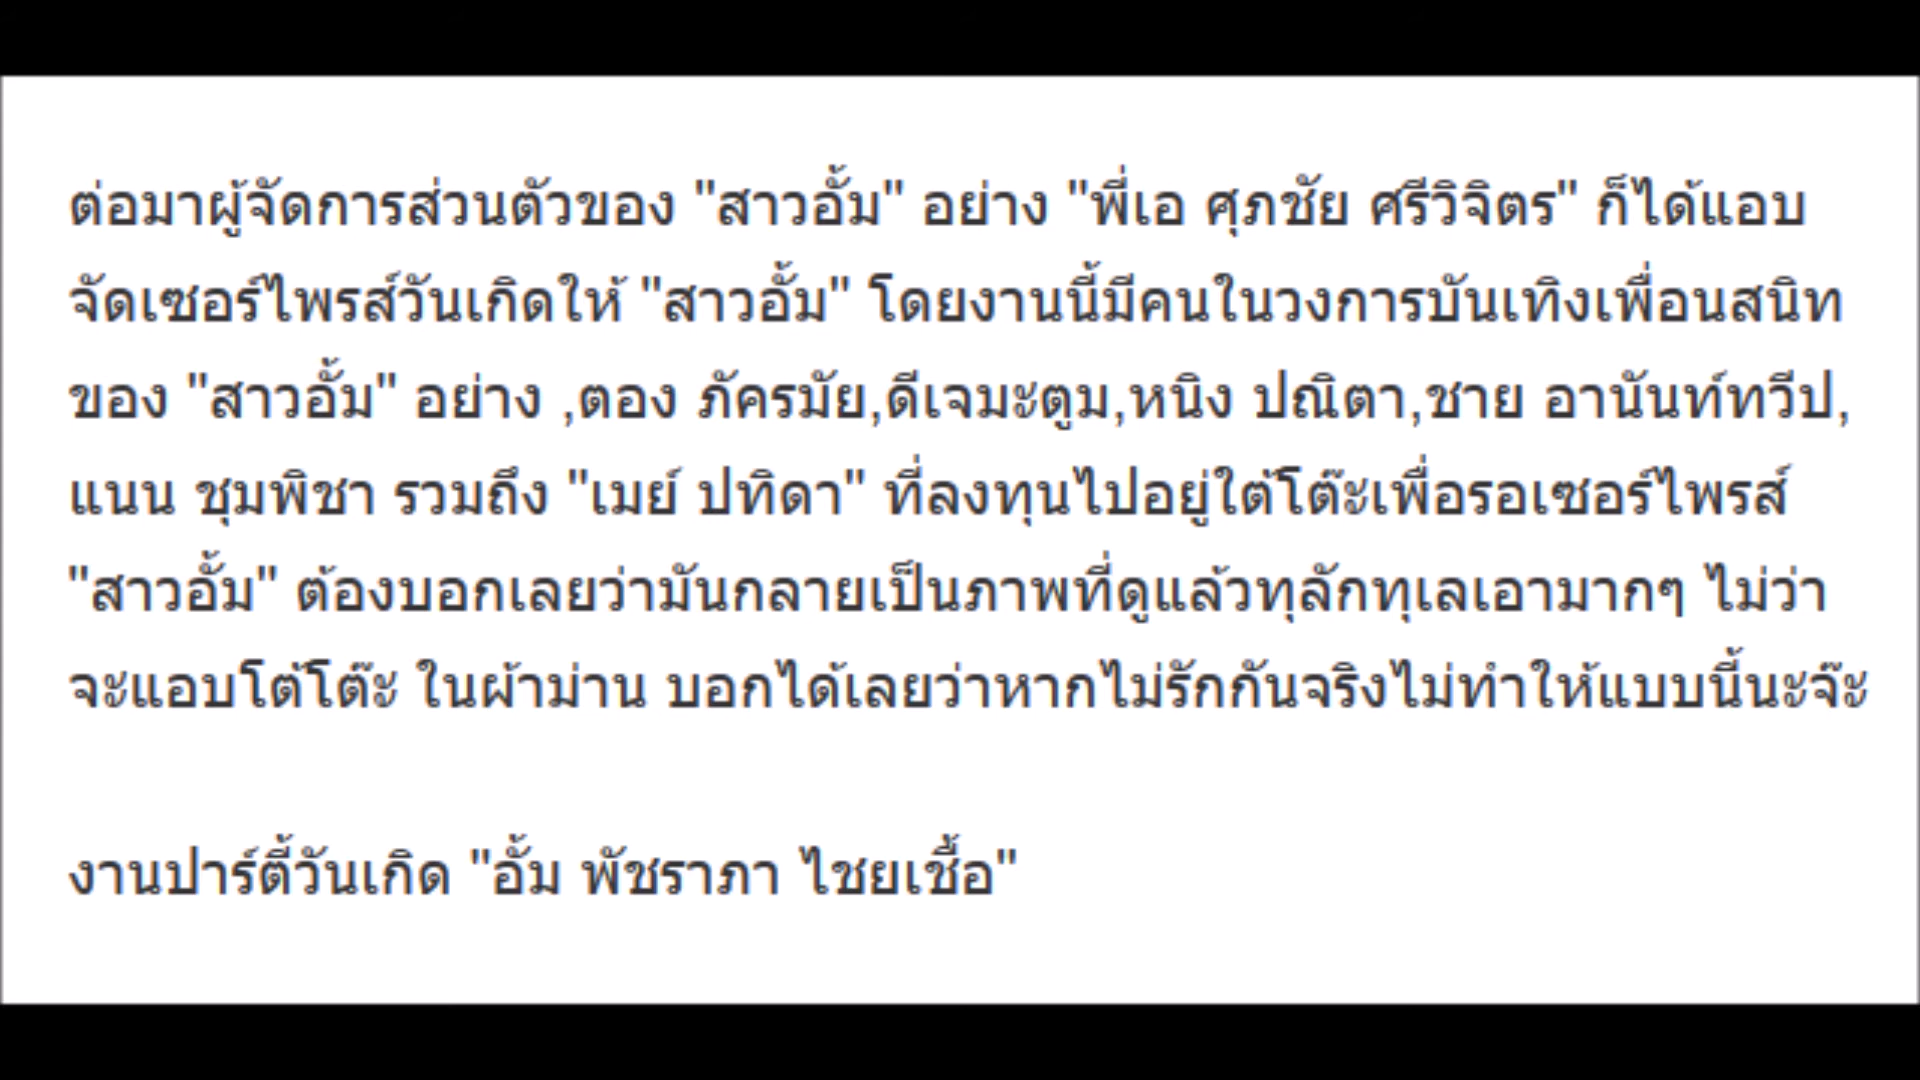 ต่อมาผู้จัดการส่วนตัวของ "สาวอั้ม" อย่าง "พี่เอ ศุภชัย ศรีวิจิตร" ก็ได้แอบ
จัดเซอร์ไพรส์วันเกิดให้ "สาวอั้ม" โดยงานนี้มีคนในวงการบันเทิงเพื่อนสนิท
ของ "สาวอั้ม" อย่าง ,ตอง ภัครมัย,ดีเจมะตูม,หนิง ปณิตา,ชาย อานันท์ทวีป,
แนน ชุมพิชา รวมถึง "เมย์ ปทิดา" ที่ลงทุนไปอยู่ใต้โต๊ะเพื่อรอเซอร์ไพรส์
"สาวอั้ม" ต้องบอกเลยว่ามันกลายเป็นภาพที่ดูแล้วทุลักทุเลเอามากๆ ไม่ว่า
จะแอบโต้โต๊ะ ในผ้าม่าน บอกได้เลยว่าหากไม่รักกันจริงไม่ทำให้แบบนี้นะจ๊ะ
งานปาร์ตี้วันเกิด "อั้ม พัชราภา ไชยเชื้อ"